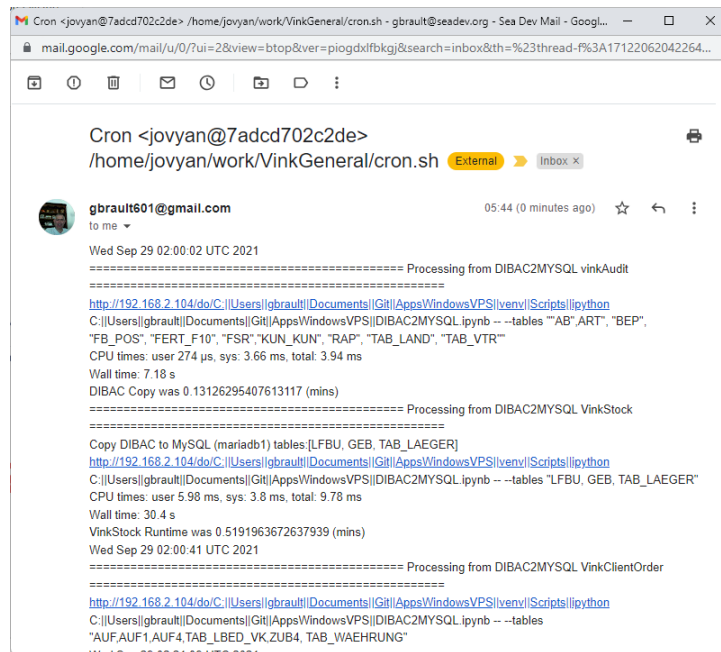 Cron <jovyan@7adcd702c2de> /home/jovyan/work/VinkGeneral/cron.sh - gbrault@seadev.org - Sea Dev Mail - Googl...
mail.google.com/mail/u/0/?ui=2&view=btop&ver=piogdxlfbkgj&search=inbox&th=%23thread-f%3A17122062042264...
Cron <jovyan@7adcd702c2de>
/home/jovyan/work/VinkGeneral/cron.sh External Inbox ×
gbrault601@gmail.com 05:44 (0 minutes ago)
to me
Wed Sep 29 02:00:02 UTC 2021
============================================== Processing from DIBAC2MYSQL vinkAudit
====================================================
http://192.168.2.104/do/C:||Users||gbrault||Documents||Git||AppsWindowsVPS||venv||Scripts||ipython
C:||Users||gbrault||Documents||Git||AppsWindowsVPS||DIBAC2MYSQL.ipynb -- --tables ""AB",ART", "BEP",
"FB_POS", "FERT_F10", "FSR","KUN_KUN", "RAP", "TAB_LAND", "TAB_VTR""
CPU times: user 274 µs, sys: 3.66 ms, total: 3.94 ms
Wall time: 7.18 s
DIBAC Copy was 0.13126295407613117 (mins)
============================================== Processing from DIBAC2MYSQL VinkStock
====================================================
Copy DIBAC to MySQL (mariadb1) tables:[LFBU, GEB, TAB_LAEGER]
http://192.168.2.104/do/C:||Users||gbrault||Documents||Git||AppsWindowsVPS||venv||Scripts||ipython
C:||Users||gbrault||Documents||Git||AppsWindowsVPS||DIBAC2MYSQL.ipynb -- --tables "LFBU, GEB, TAB_LAEGER"
CPU times: user 5.98 ms, sys: 3.8 ms, total: 9.78 ms
Wall time: 30.4 s
VinkStock Runtime was 0.5191963672637939 (mins)
Wed Sep 29 02:00:41 UTC 2021
============================================== Processing from DIBAC2MYSQL VinkClientOrder
====================================================
http://192.168.2.104/do/C:||Users||gbrault||Documents||Git||AppsWindowsVPS||venv||Scripts||ipython
C:||Users||gbrault||Documents||Git||AppsWindowsVPS||DIBAC2MYSQL.ipynb -- --tables
"AUF,AUF1,AUF4,TAB_LBED_VK,ZUB4, TAB_WAEHRUNG"